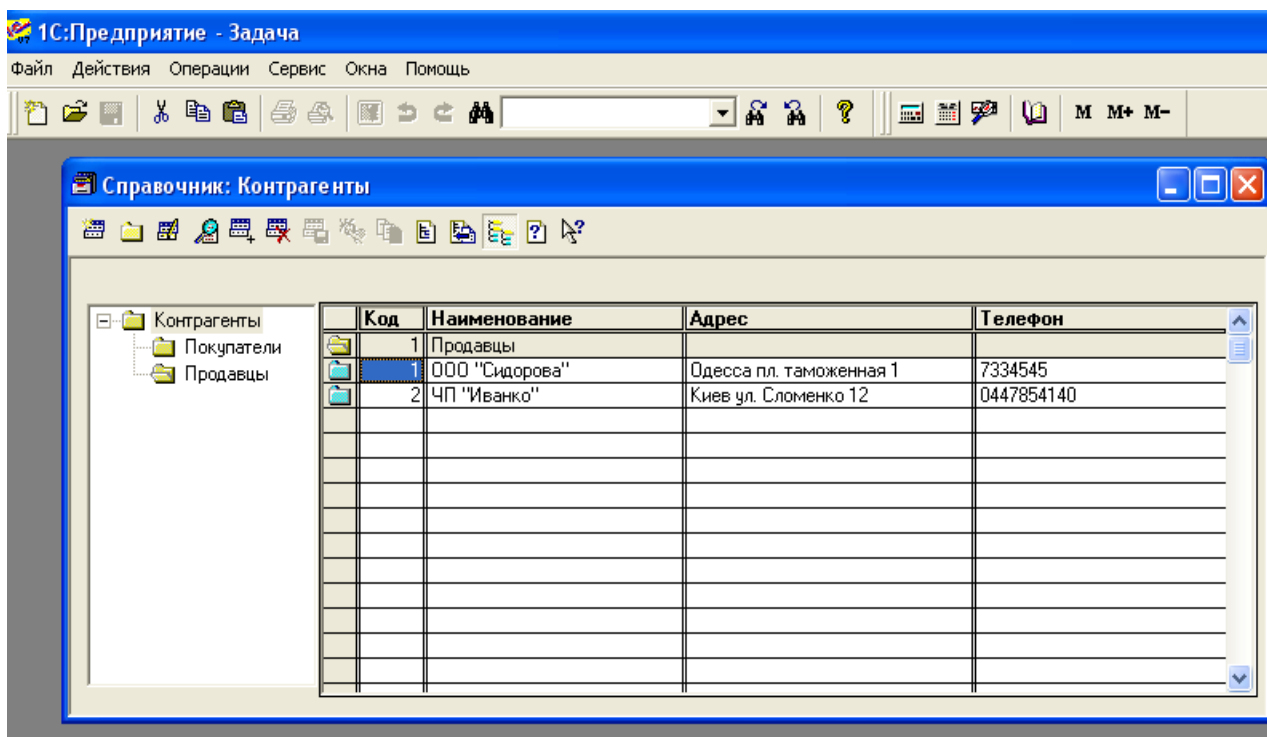 1С:Предприятие - Задача
Файл Действия Операции Сервис Окна Помощь
M M+ M-
Справочник: Контрагенты
Контрагенты
Покупатели
Продавцы
Код Наименование Адрес Телефон
1 Продавцы
1 ООО "Сидорова" Одесса пл. таможенная 1 7334545
2 ЧП "Иванко" Киев ул. Сломенко 12 0447854140